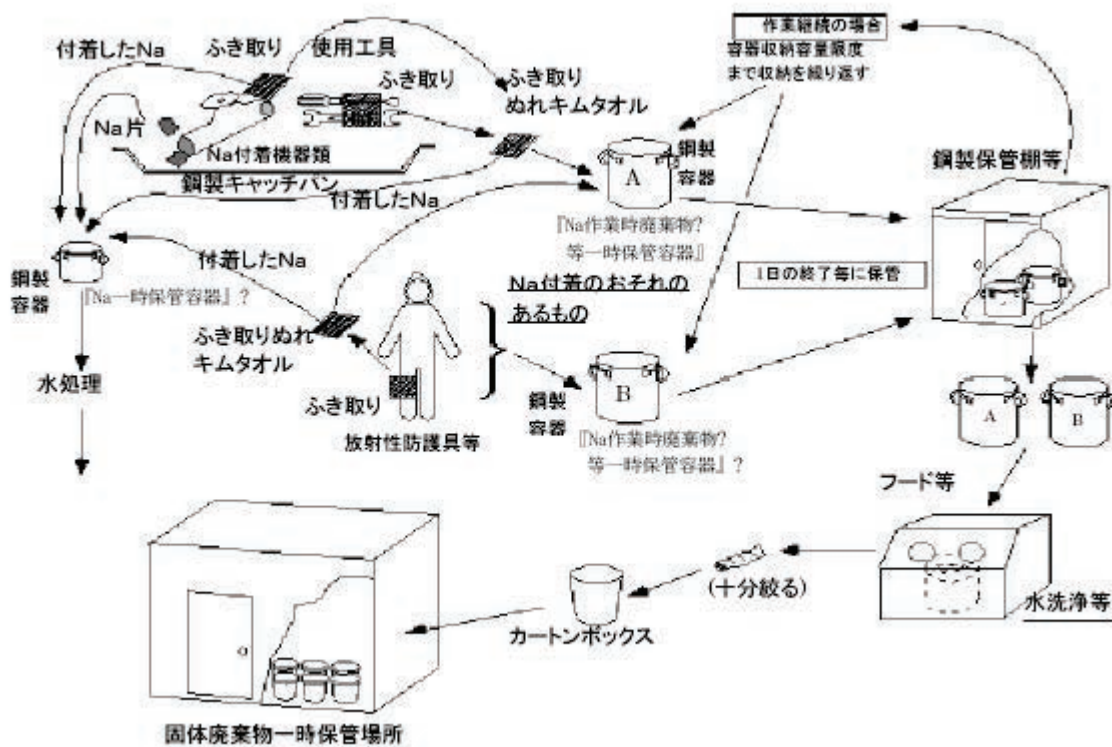 付着したNa
ふき取り
使用工具
ふき取り
ふき取り
ぬれキムタオル
作業継続の場合
容器収納容量限度
まで収納を繰り返す
Na片
Na付着機器類
鋼製キャッチパン
付着したNa
A
鋼製
容器
『Na作業時廃棄物?
等一時保管容器』
鋼製保管棚等
1日の終了毎に保管
鋼製
容器
『Na一時保管容器』?
付着したNa
Na付着のおそれの
あるもの
ふき取りぬれ
キムタオル
ふき取り
放射性防護具等
水処理
B
鋼製
容器
『Na作業時廃棄物?
等一時保管容器』?
A
B
フード等
水洗浄等
(十分絞る)
カートンボックス
固体廃棄物一時保管場所